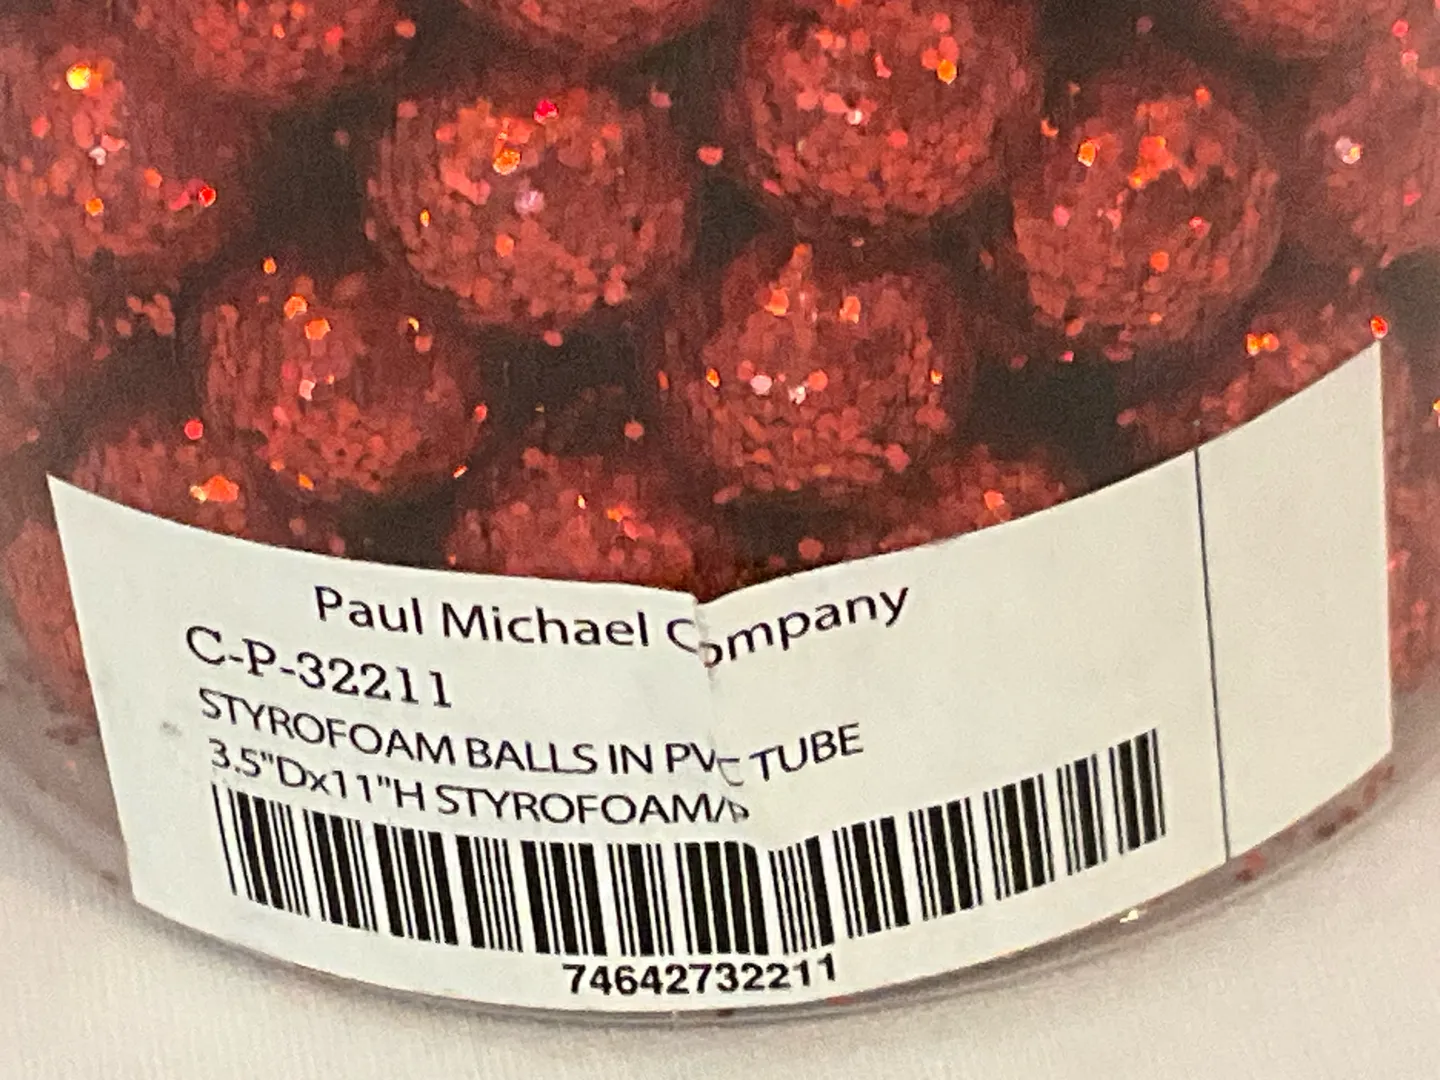 Paul Michael Company
C-P-32211
STYROFOAM BALLS IN PVC TUBE
3.5"Dx11"H STYROFOAM/P
74642732211